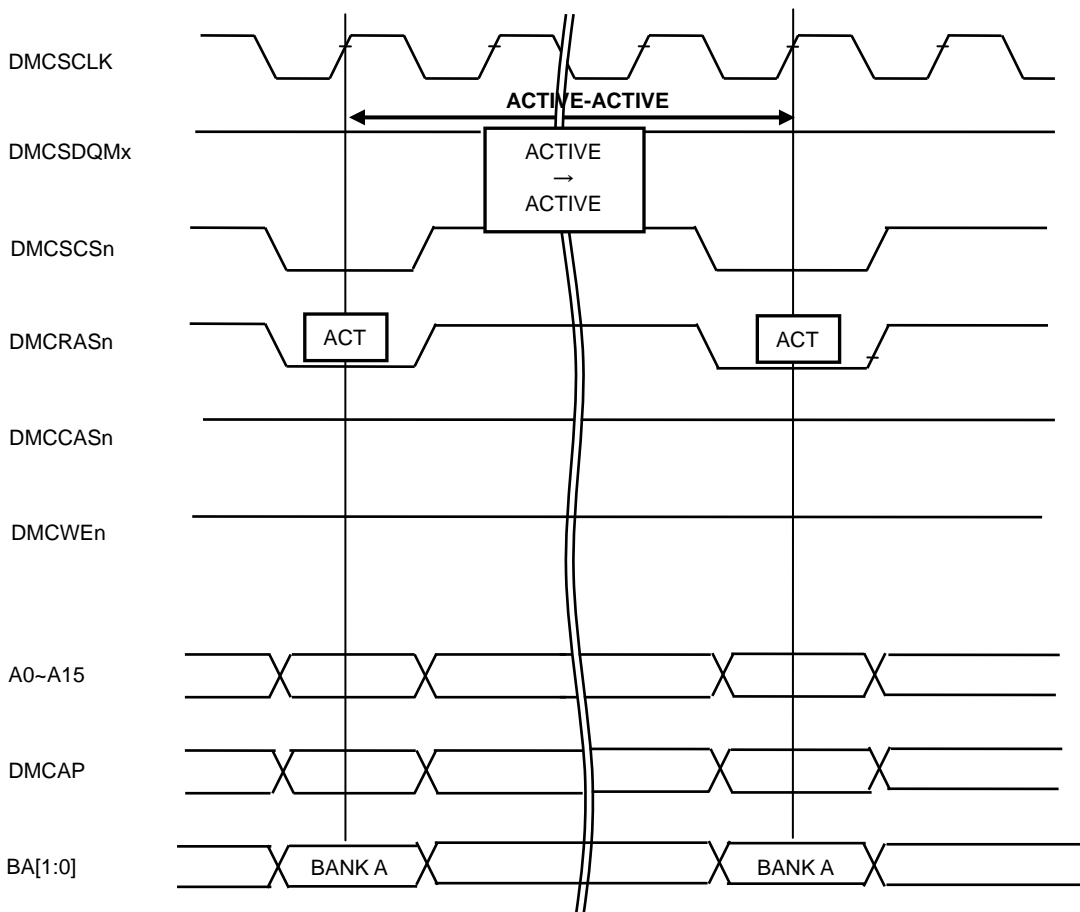 DMCSCLK
ACTIVE-ACTIVE
DMCSDQMx
ACTIVE
→
ACTIVE
DMCSCSn
DMCRASn
ACT
ACT
DMCCASn
DMCWEn
A0~A15
DMCAP
BA[1:0]
BANK A
BANK A